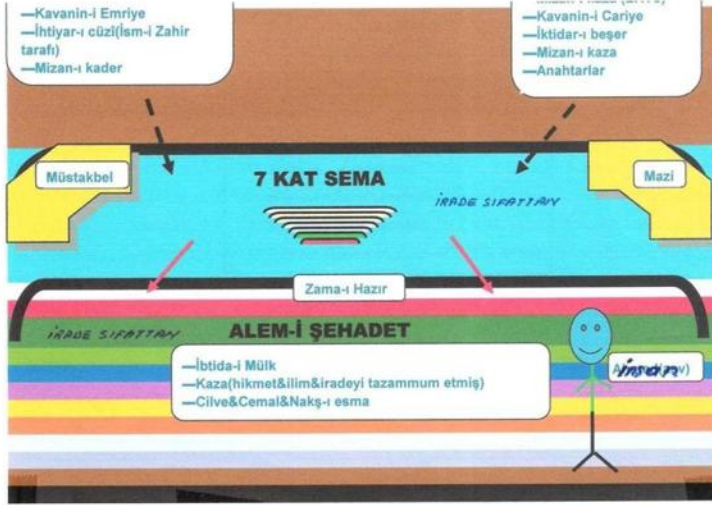 —Kavanin-i Emriye
—İhtiyar-ı cüzî(İsm-i Zahir
tarafı)
—Mizan-ı kader
—Kavanin-i Cariye
—İktidar-ı beşer
—Mizan-ı kaza
—Anahtarlar
Müstakbel
7 KAT SEMA
Mazi
İRADE SIFATTAN
Zama-ı Hazır
İRADE SIFATTAN
ALEM-İ ŞEHADET
—İbtida-i Mülk
—Kaza(hikmet&ilim&iradeyi tazammum etmiş)
—Cilve&Cemal&Nakş-ı esma
insan